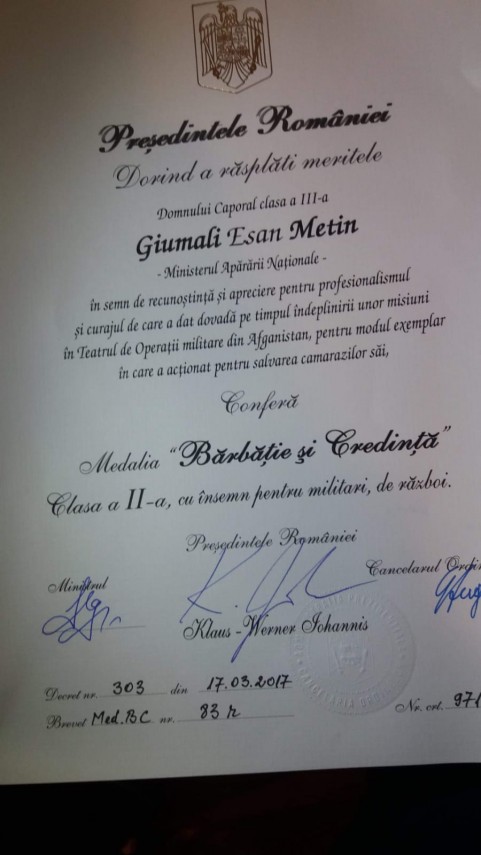 Președintele României
Dorind a răsplăti meritele
Domnului Caporal clasa a III-a
Giumali Esan Metin
- Ministerul Apărării Naționale -
în semn de recunoștință și apreciere pentru profesionalismul
și curajul de care a dat dovadă pe timpul îndeplinirii unor misiuni
în Teatrul de Operații militare din Afganistan, pentru modul exemplar
în care a acționat pentru salvarea camarazilor săi,
Conferă
Medalia “Bărbăție și Credință”
Clasa a II-a, cu însemn pentru militari, de război.
Președintele României
Ministrul
Cancelarul Ordin
Klaus - Werner Iohannis
Decret nr. 303 din 17.03.2017
Brevet Med.BC nr. 83 r
Nr. crt. 971